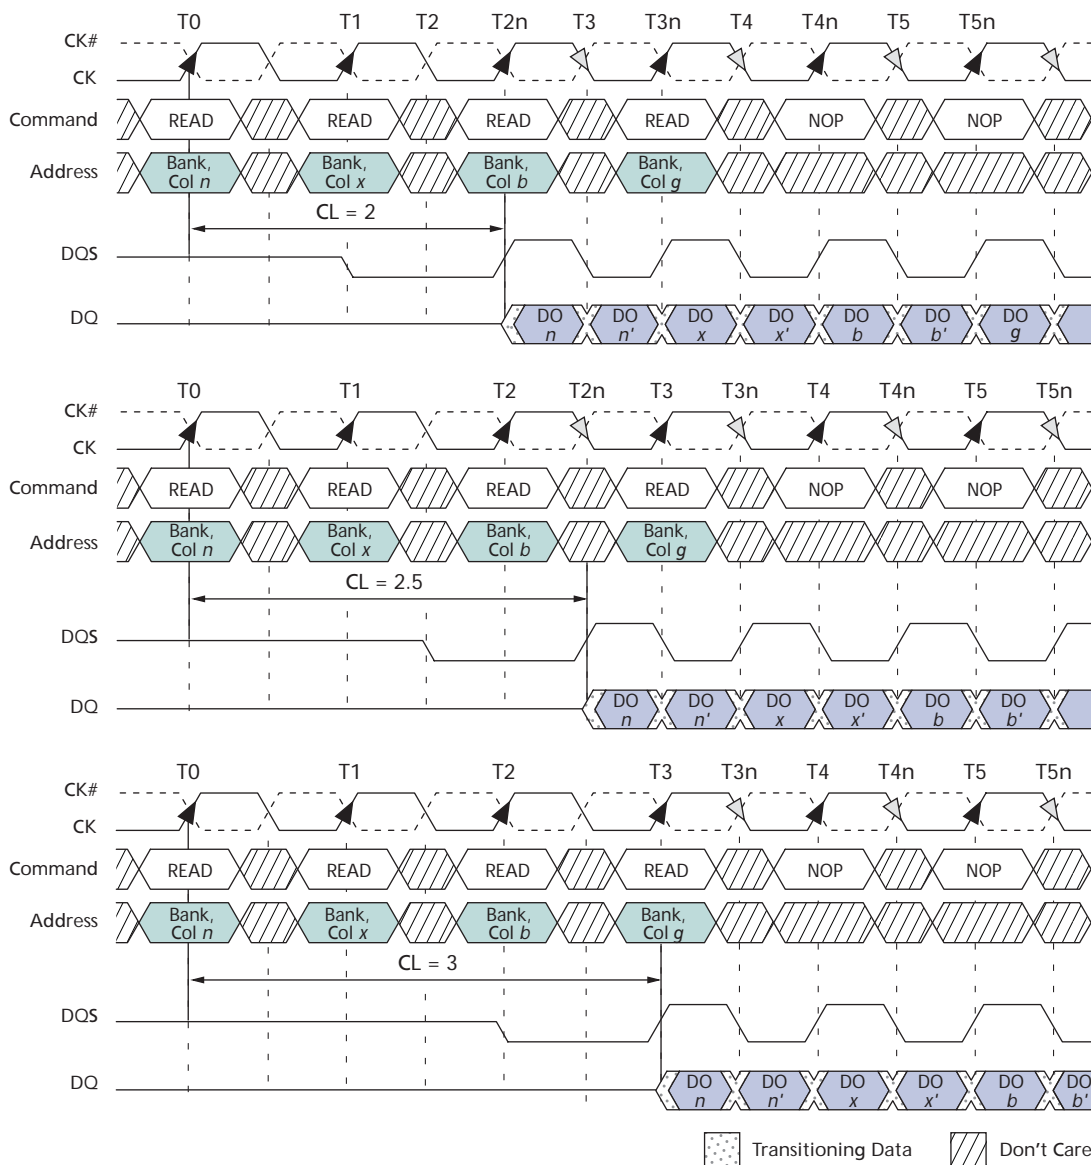 T0 T1 T2 T2n T3 T3n T4 T4n T5 T5n
CK#
CK
Command READ READ READ READ NOP NOP
Address Bank, Col n Bank, Col x Bank, Col b Bank, Col g
CL = 2
DQS
DQ DO n DO n' DO x DO x' DO b DO b' DO g
T0 T1 T2 T2n T3 T3n T4 T4n T5 T5n
CK#
CK
Command READ READ READ READ NOP NOP
Address Bank, Col n Bank, Col x Bank, Col b Bank, Col g
CL = 2.5
DQS
DQ DO n DO n' DO x DO x' DO b DO b'
T0 T1 T2 T3 T3n T4 T4n T5 T5n
CK#
CK
Command READ READ READ READ NOP NOP
Address Bank, Col n Bank, Col x Bank, Col b Bank, Col g
CL = 3
DQS
DQ DO n DO n' DO x DO x' DO b DO b'
Transitioning Data Don't Care